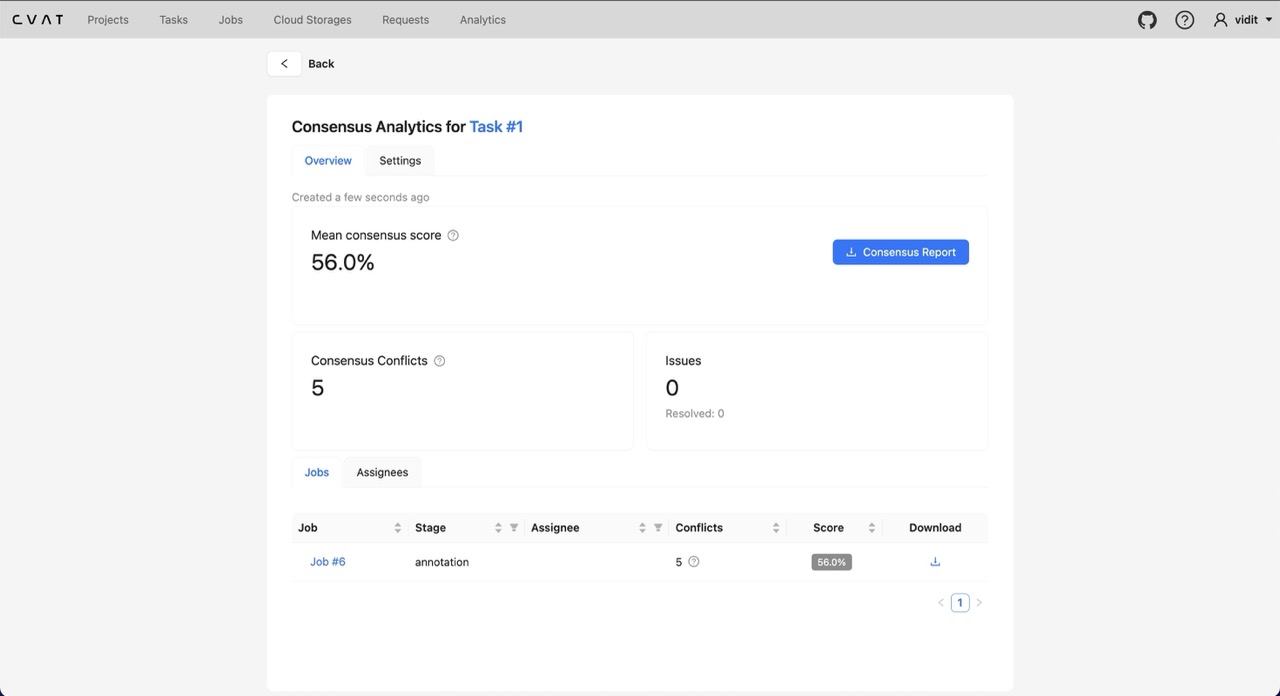 CVAT Projects Tasks Jobs Cloud Storages Requests Analytics vidit
Back
Consensus Analytics for Task #1
Overview Settings
Created a few seconds ago
Mean consensus score
56.0%
Consensus Report
Consensus Conflicts
5
Issues
0
Resolved: 0
Jobs Assignees
Job Stage Assignee Conflicts Score Download
Job #6 annotation 5 56.0%
1